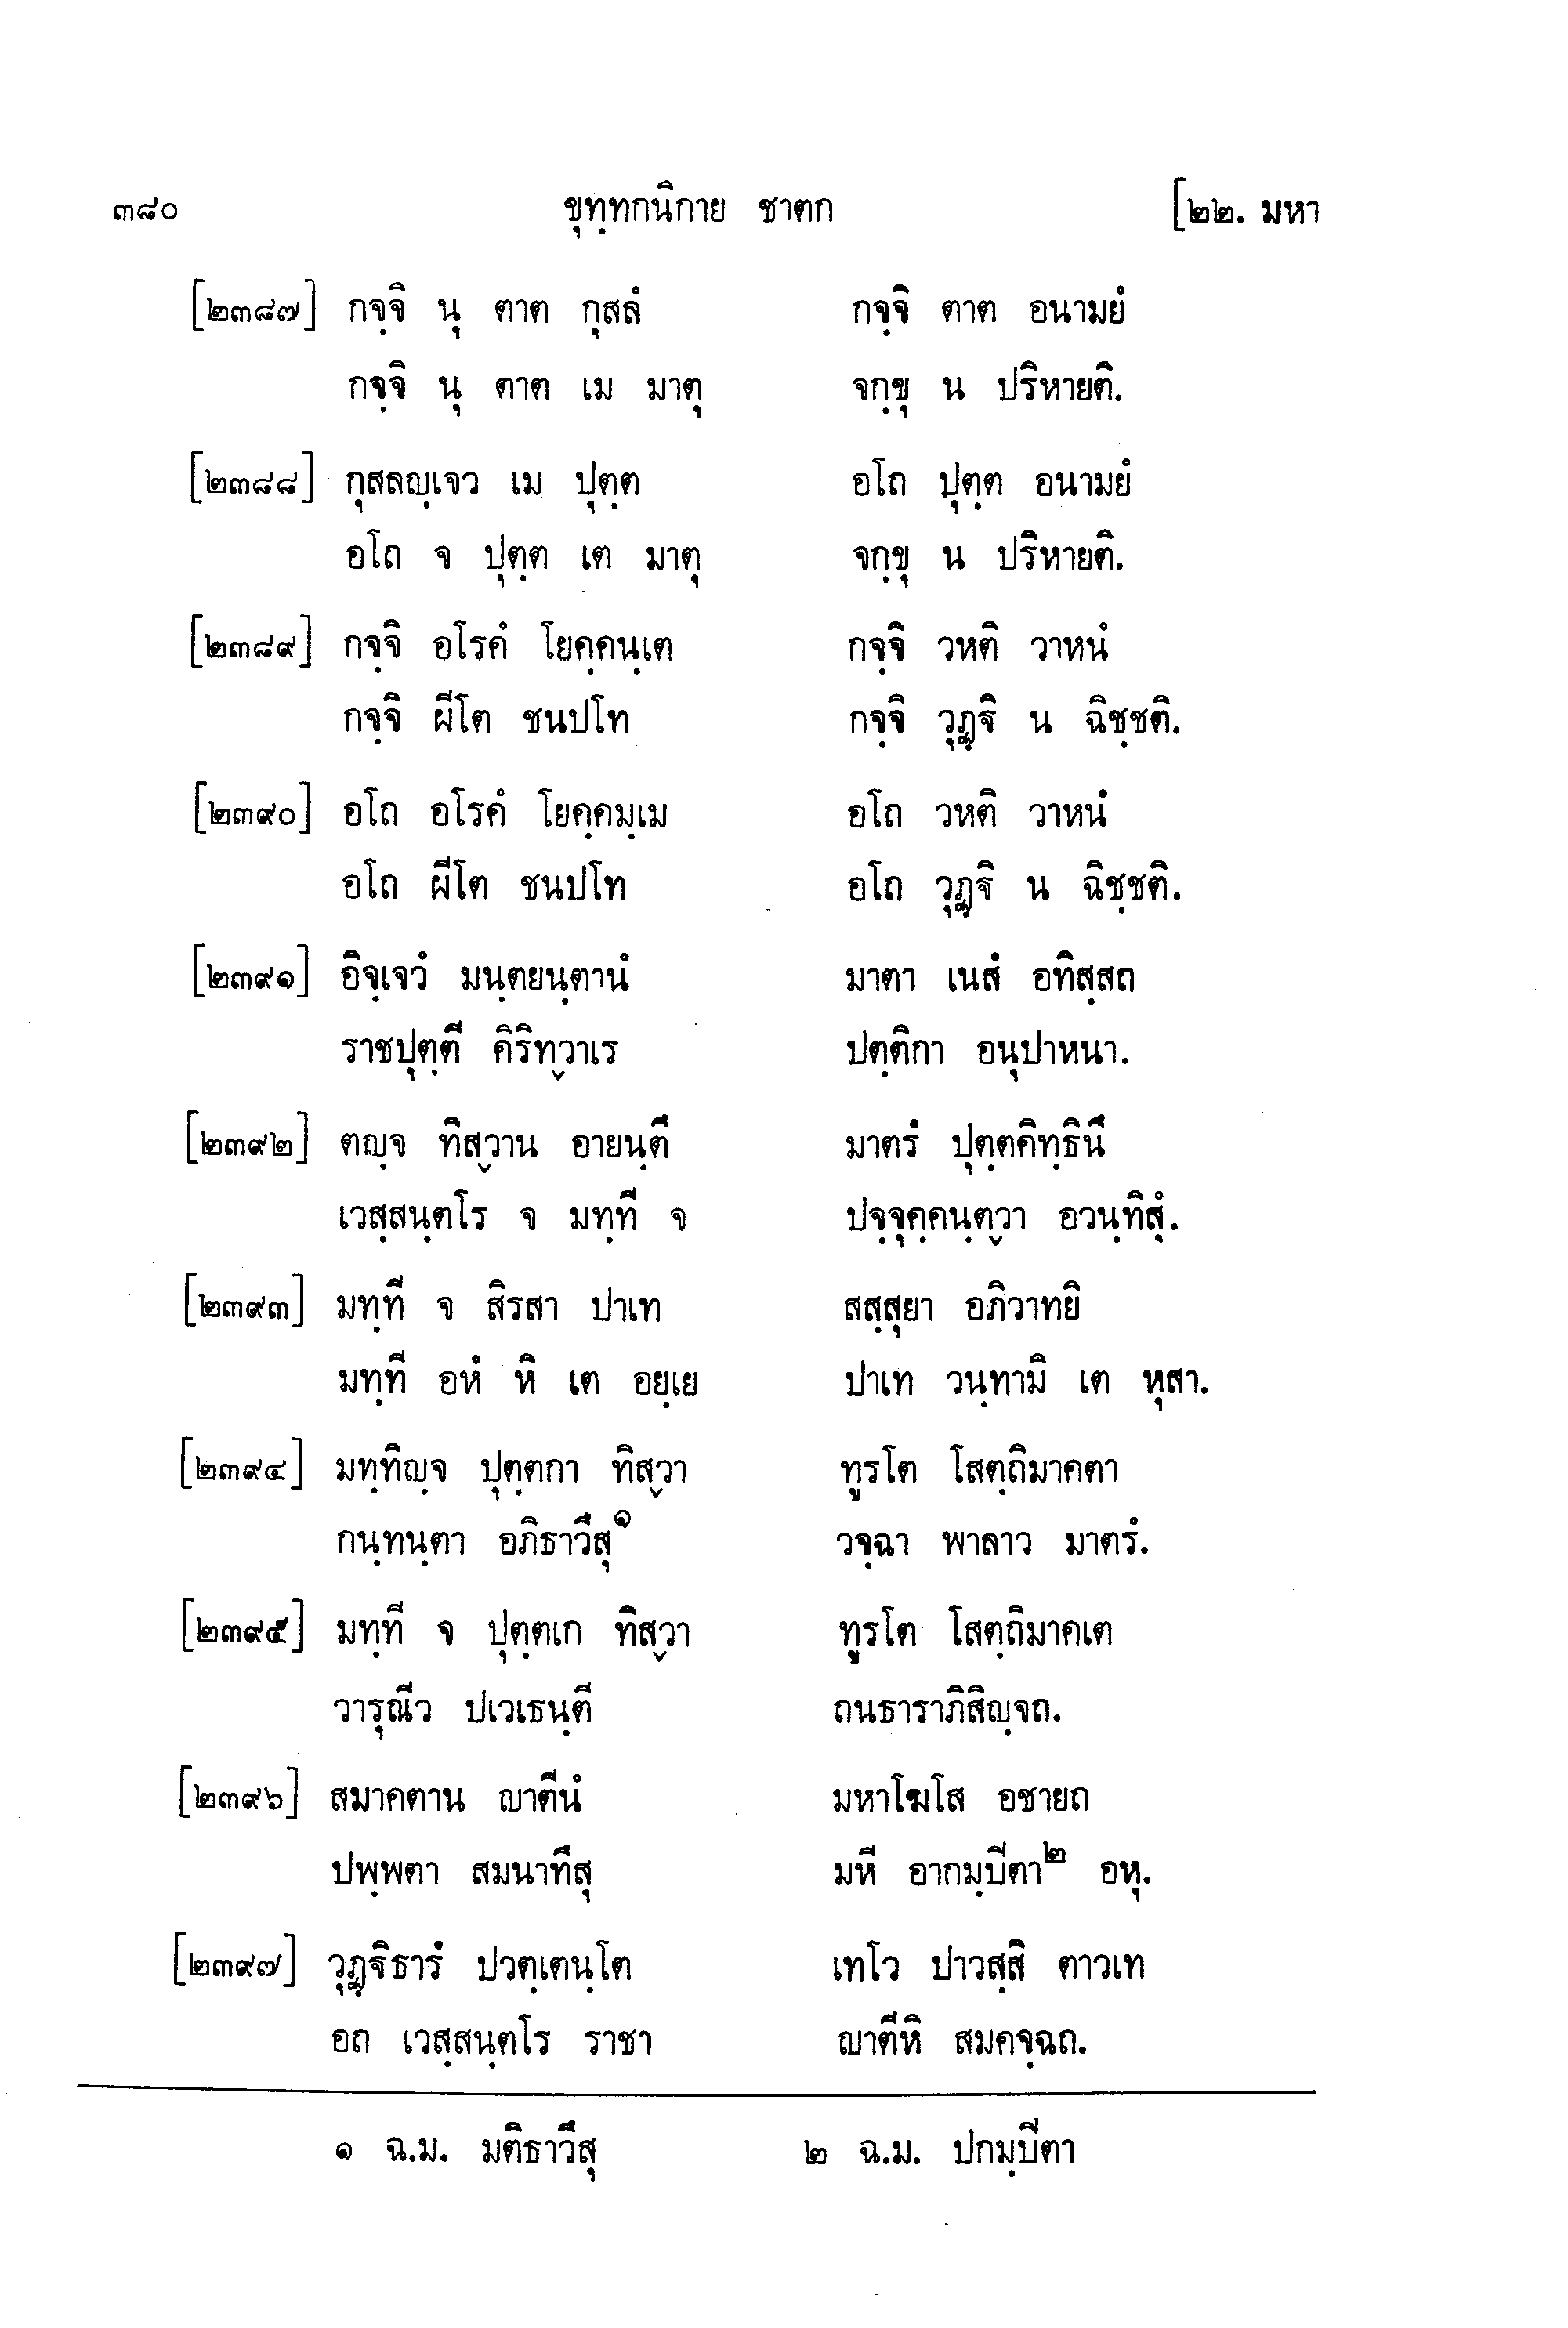 ๓๘๐ ขุทฺทกนิกาย ชาตก [๒๒. มหา
[๒๓๘๗] กจฺจิ นุ ตาต กุสลํ กจฺจิ ตาต อนามยํ
กจฺจิ นุ ตาต เม มาตุ จกฺขุ น ปริหายติ.
[๒๓๘๘] กุสลญฺเจว เม ปุตฺต อโถ ปุตฺต อนามยํ
อโถ จ ปุตฺต เต มาตุ จกฺขุ น ปริหายติ.
[๒๓๘๙] กจฺจิ อโรคํ โยคฺคนฺเต กจฺจิ วหติ วาหนํ
กจฺจิ ผีโต ชนปโท กจฺจิ วุฏฺฐิ น ฉิชฺชติ.
[๒๓๙๐] อโถ อโรคํ โยคฺคมฺเม อโถ วหติ วาหนํ
อโถ ผีโต ชนปโท อโถ วุฏฺฐิ น ฉิชฺชติ.
[๒๓๙๑] อิจฺเจวํ มนฺตยนฺตานํ มาตา เนสํ อทิสฺสถ
ราชปุตฺตี คิริทฺวาเร ปตฺติกา อนุปาหนา.
[๒๓๙๒] ตญฺจ ทิสฺวาน อายนฺตึ มาตรํ ปุตฺตคิทฺธินึ
เวสฺสนฺตโร จ มทฺที จ ปจฺจุคฺคนฺตฺวา อวนฺทิสุํ.
[๒๓๙๓] มทฺที จ สิรสา ปาเท สสฺสุยา อภิวาทยิ
มทฺที อหํ หิ เต อยฺเย ปาเท วนฺทามิ เต หุสา.
[๒๓๙๔] มทฺทิญฺจ ปุตฺตกา ทิสฺวา ทูรโต โสตฺถิมาคตา
กนฺทนฺตา อภิธาวึสุ๑ วจฺฉา พาลาว มาตรํ.
[๒๓๙๕] มทฺที จ ปุตฺตเก ทิสฺวา ทูรโต โสตฺถิมาคเต
วารุณีว ปเวเธนฺตี ถนธาราภิสิญฺจถ.
[๒๓๙๖] สมาคตาน ญาตีนํ มหาโฆโส อชายถ
ปพฺพตา สมนาทึสุ มหี อากมฺปีตา๒ อหุ.
[๒๓๙๗] วุฏฺฐิธารํ ปวตฺเตนฺโต เทโว ปาวสฺสิ ตาวเท
อถ เวสฺสนฺตโร ราชา ญาตีหิ สมคจฺฉถ.
๑ ฉ.ม. มติธาวึสุ ๒ ฉ.ม. ปกมฺปีตา